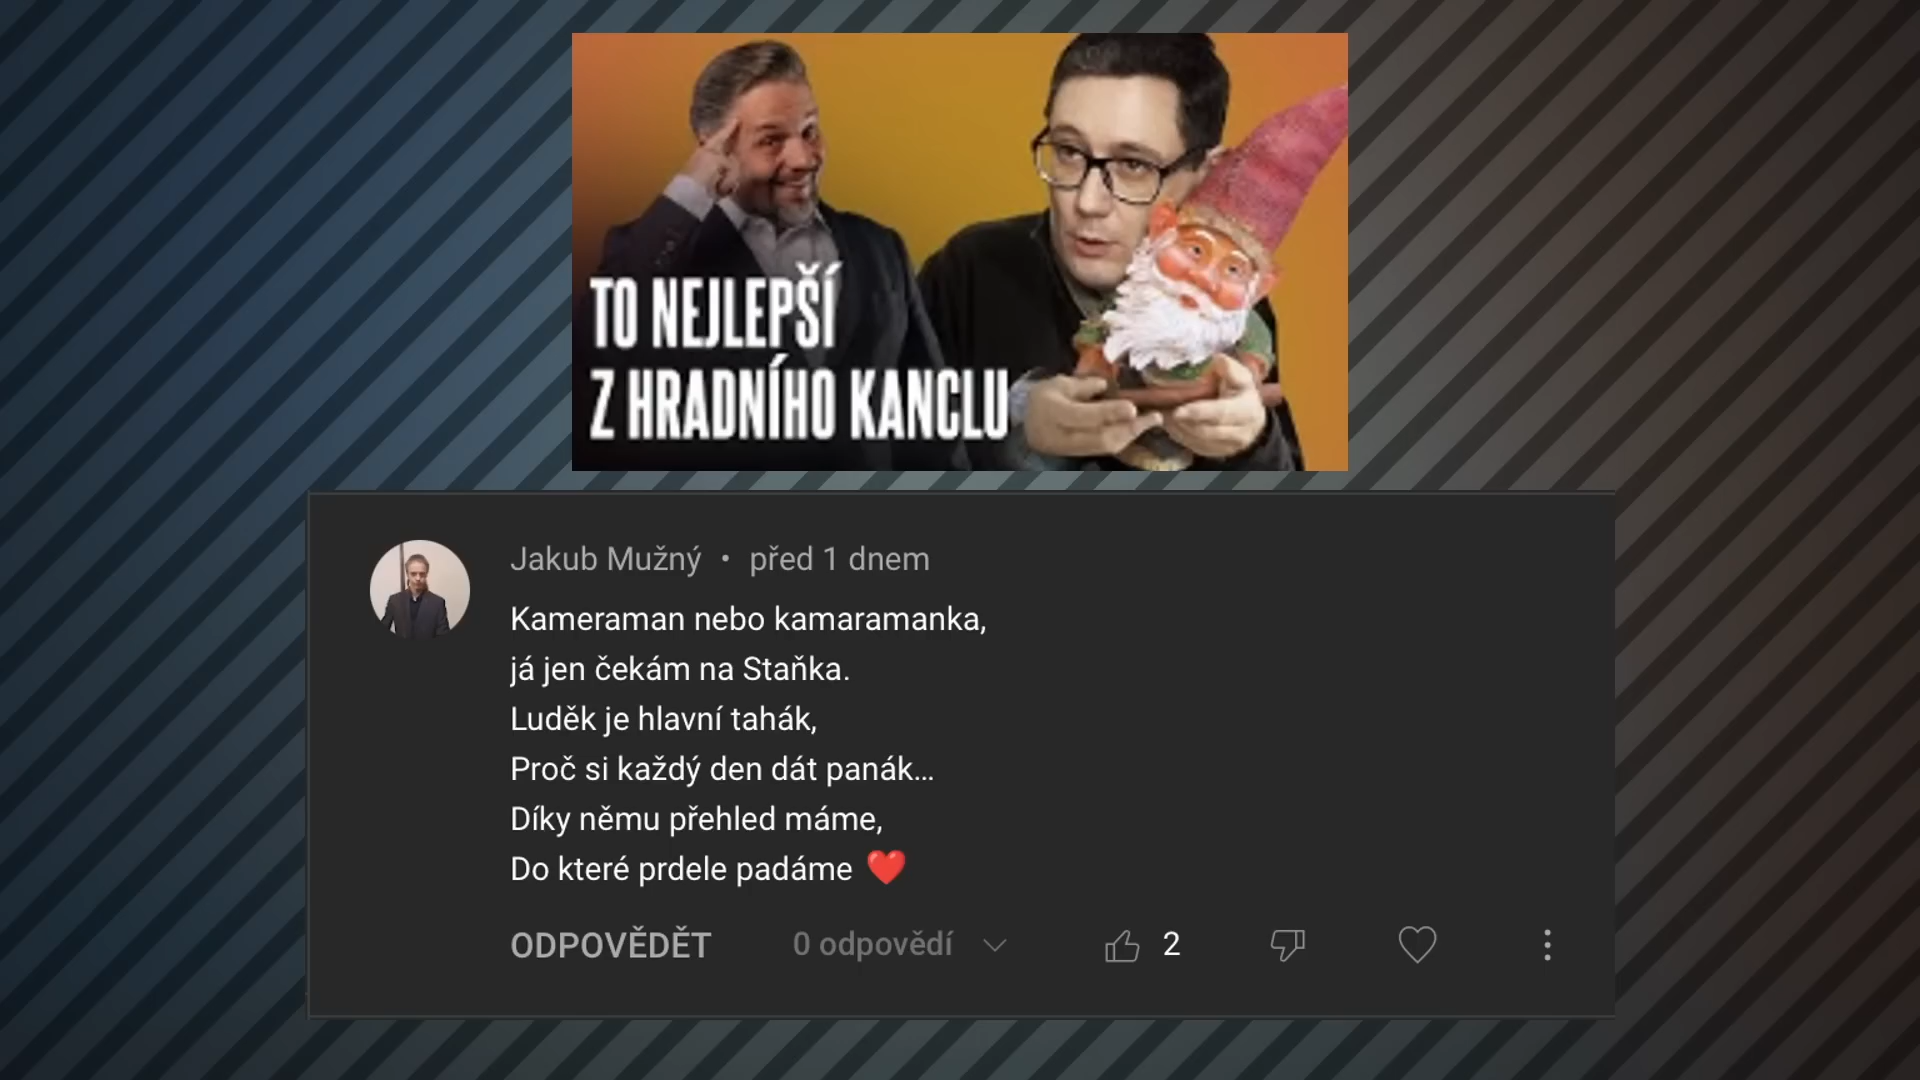 TO NEJLEPŠÍ
Z HRADNÍHO KANCLU
Jakub Mužný • před 1 dnem
Kameraman nebo kamaramanka,
já jen čekám na Staňka.
Luděk je hlavní tahák,
Proč si každý den dát panák...
Díky němu přehled máme,
Do které prdele padáme ❤️
ODPOVĚDĚT 0 odpovědí 2